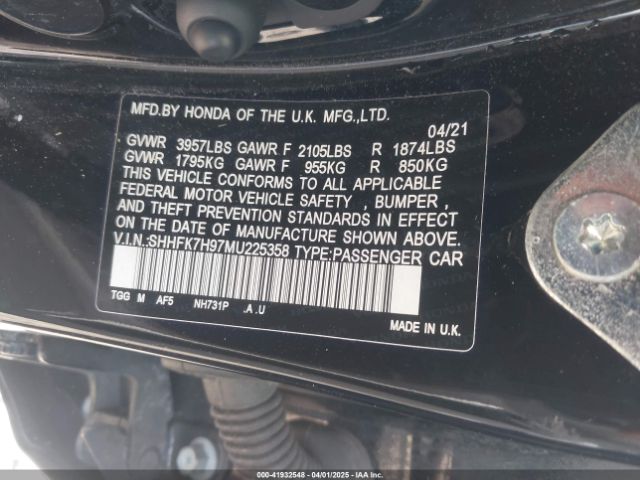 MFD.BY HONDA OF THE U.K. MFG.,LTD.
04/21
GVWR 3957LBS GAWR F 2105LBS R 1874LBS
GVWR 1795KG GAWR F 955KG R 850KG
THIS VEHICLE CONFORMS TO ALL APPLICABLE
FEDERAL MOTOR VEHICLE SAFETY , BUMPER ,
AND THEFT PREVENTION STANDARDS IN EFFECT
ON THE DATE OF MANUFACTURE SHOWN ABOVE.
V.I.N:SHHFK7H97MU225358 TYPE:PASSENGER CAR
TGG M AF5 NH731P .A .U
MADE IN U.K.
000-41932548 - 04/01/2025 - IAAI.CA